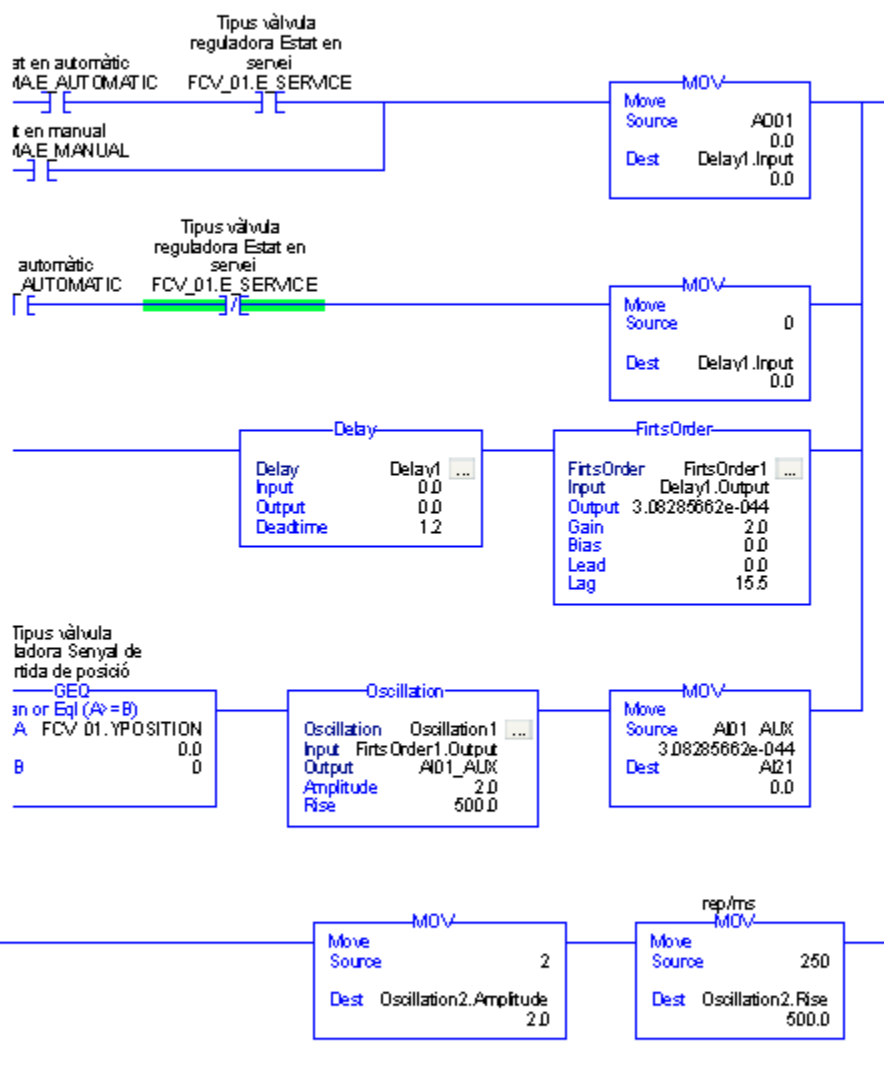 Tipus vàlvula
reguladora Estat en
at en automàtic servei
MA.E_AUTOMATIC FCV_01.E_SERVICE
MOV
Move
Source AO01
0.0
Dest Delay1.Input
0.0
t en manual
MA.E_MANUAL
Tipus vàlvula
reguladora Estat en
automàtic servei
_AUTOMATIC FCV_01.E_SERVICE
MOV
Move
Source 0
Dest Delay1.Input
0.0
Delay
Delay Delay1 ...
Input 0.0
Output 0.0
Deadtime 1.2
FirtsOrder
FirtsOrder FirtsOrder1 ...
Input Delay1.Output
Output 3.08285662e-044
Gain 2.0
Bias 0.0
Lead 0.0
Lag 15.5
Tipus vàlvula
ladora Senyal de
rtida de posició
GEQ
an or Eql (A>=B)
A FCV_01.YPOSITION
0.0
B 0
Oscillation
Oscillation Oscillation1 ...
Input FirtsOrder1.Output
Output AI01_AUX
Amplitude 2.0
Rise 500.0
MOV
Move
Source AI01_AUX
3.08285662e-044
Dest AI21
0.0
MOV
Move
Source 2
Dest Oscillation2.Amplitude
2.0
rep/ms
MOV
Move
Source 250
Dest Oscillation2.Rise
500.0